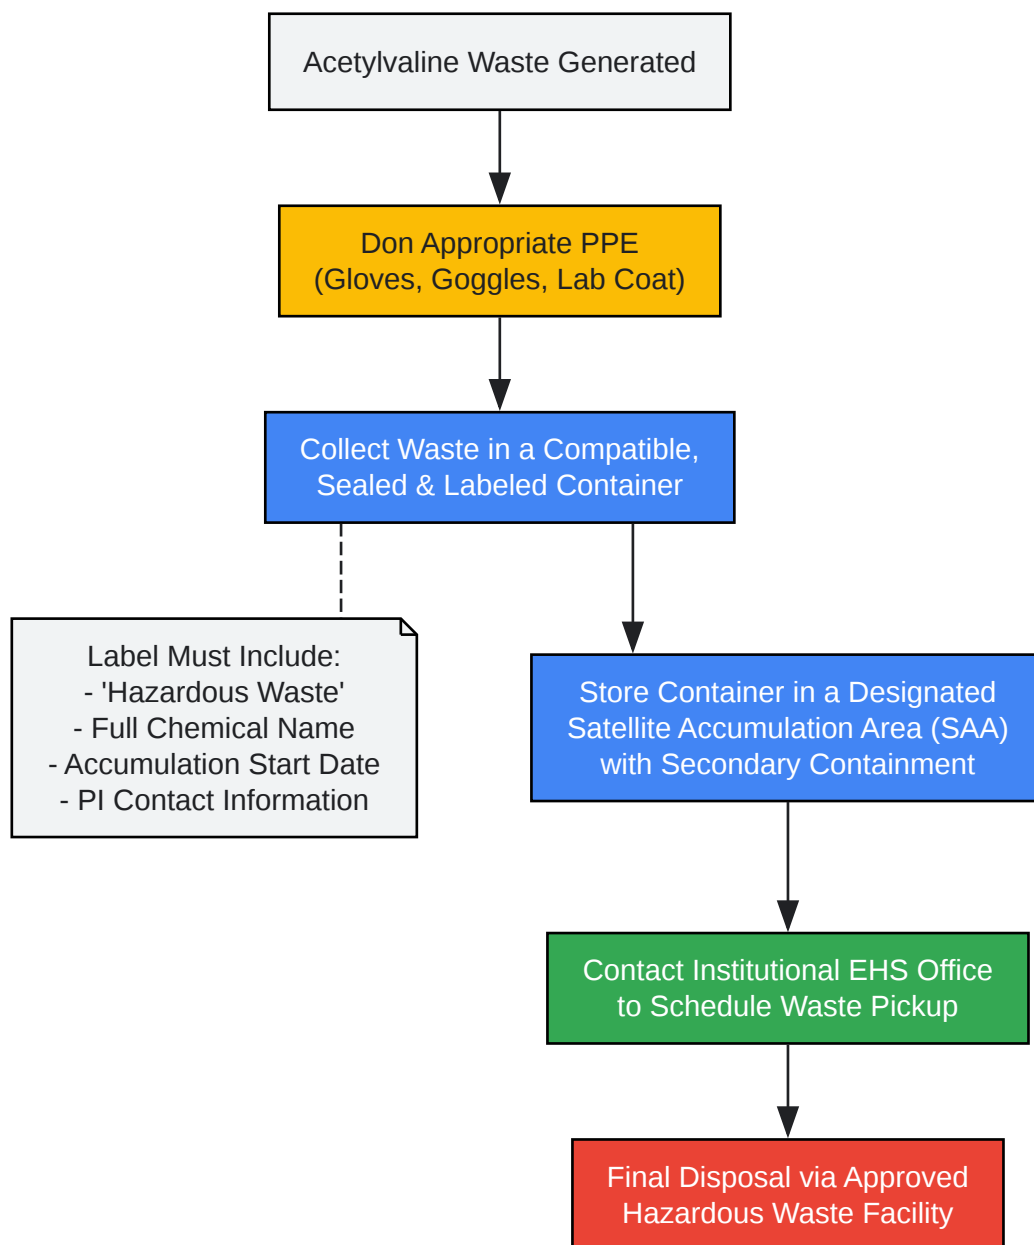 Acetylvaline Waste Generated
Don Appropriate PPE
(Gloves, Goggles, Lab Coat)
Collect Waste in a Compatible,
Sealed & Labeled Container
Label Must Include:
- 'Hazardous Waste'
- Full Chemical Name
- Accumulation Start Date
- PI Contact Information
Store Container in a Designated
Satellite Accumulation Area (SAA)
with Secondary Containment
Contact Institutional EHS Office
to Schedule Waste Pickup
Final Disposal via Approved
Hazardous Waste Facility